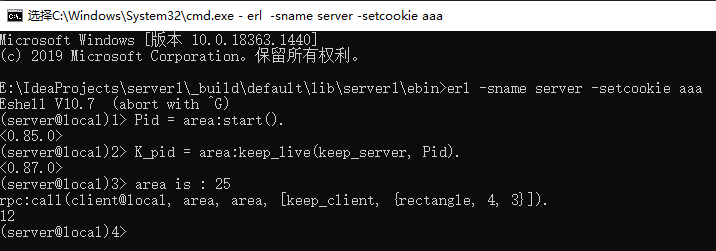 选择C:\Windows\System32\cmd.exe - erl  -sname server -setcookie aaa
Microsoft Windows [版本 10.0.18363.1440]
(c) 2019 Microsoft Corporation。保留所有权利。
E:\IdeaProjects\server1\_build\default\lib\server1\ebin>erl -sname server -setcookie aaa
Eshell V10.7  (abort with ^G)
(server@local)1> Pid = area:start().
<0.85.0>
(server@local)2> K_pid = area:keep_live(keep_server, Pid).
<0.87.0>
(server@local)3> area is : 25
rpc:call(client@local, area, area, [keep_client, {rectangle, 4, 3}]).
12
(server@local)4>